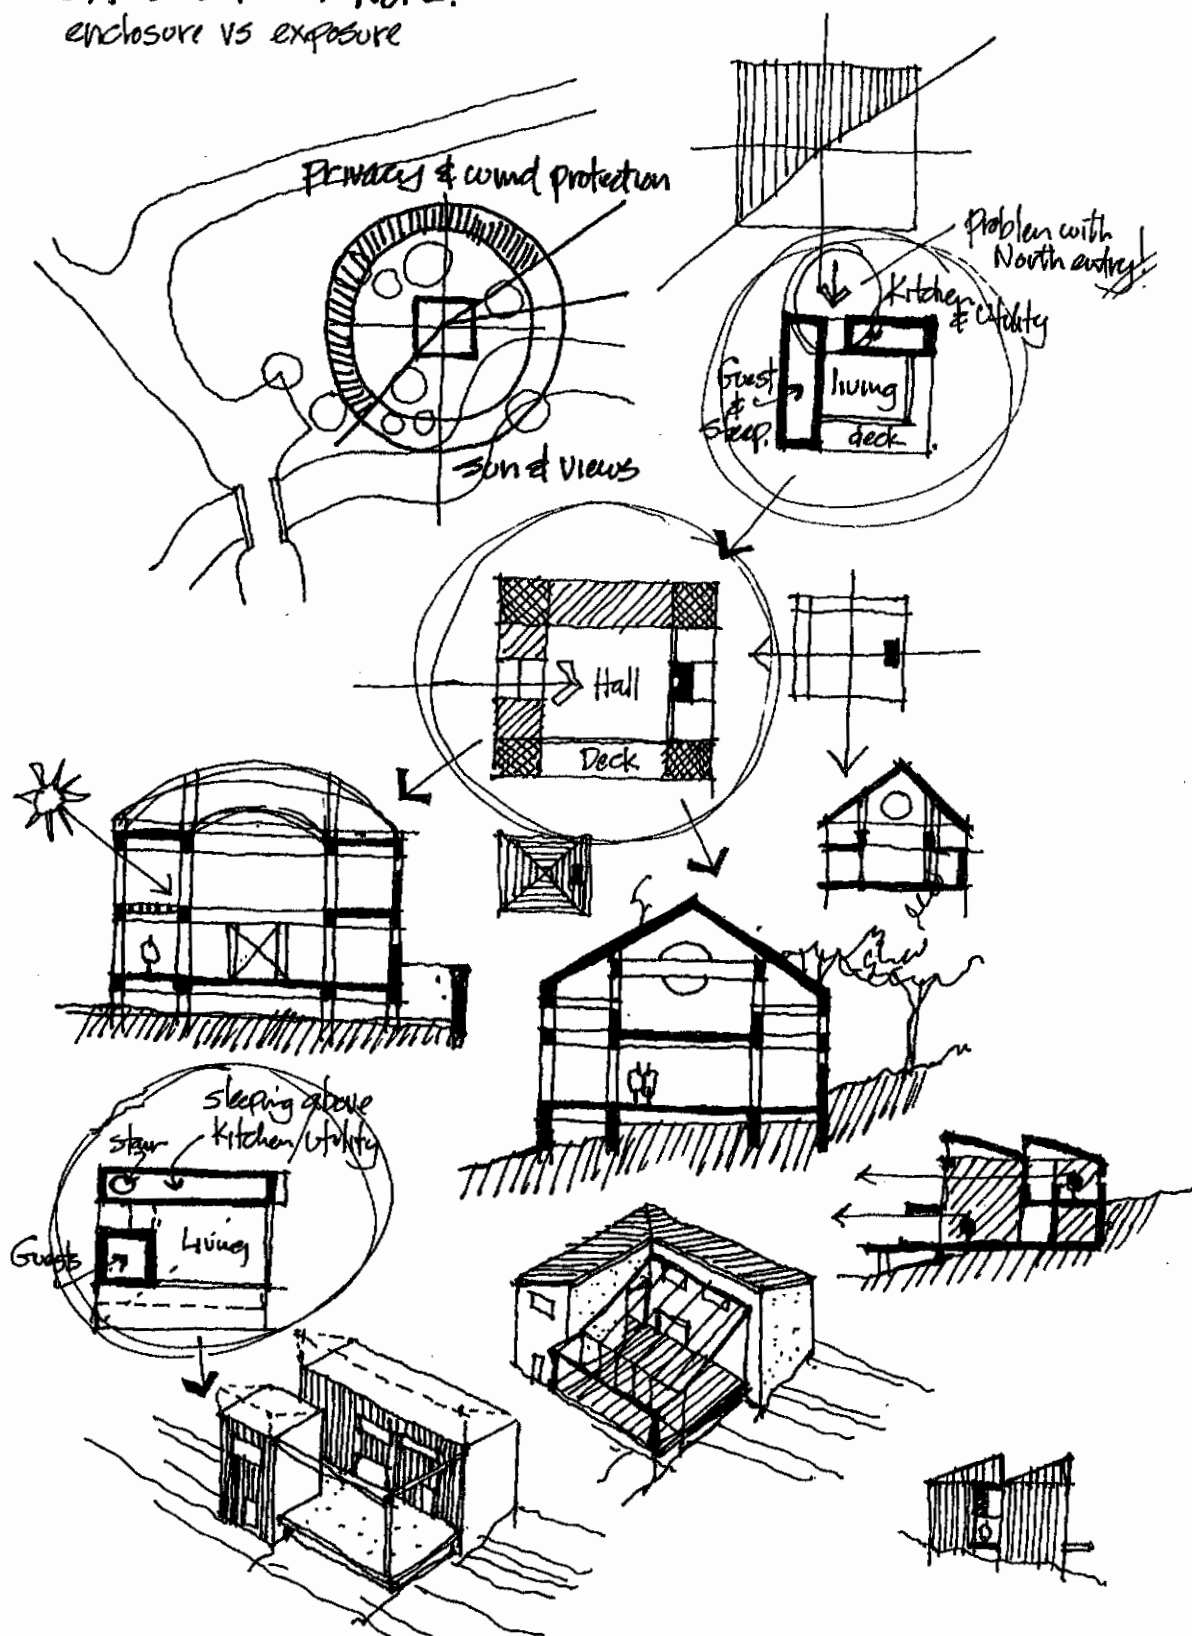 enclosure vs exposure
Privacy & wind protection
Problem with
North entry!
Kitchen
& Utility
Guest
&
Sleep.
living
deck
Sun & Views
Hall
Deck
sleeping above
Kitchen/Utility
stair
Living
Guests